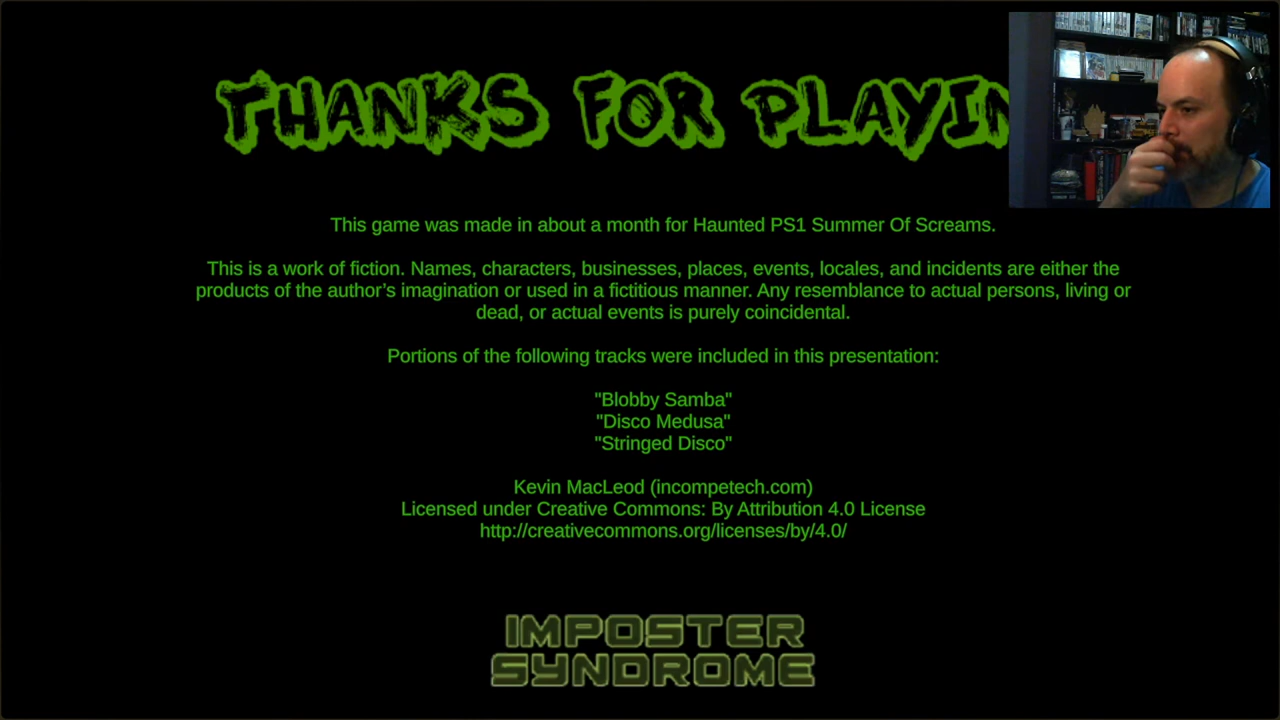 THANKS FOR PLAYIN
This game was made in about a month for Haunted PS1 Summer Of Screams.
This is a work of fiction. Names, characters, businesses, places, events, locales, and incidents are either the
products of the author's imagination or used in a fictitious manner. Any resemblance to actual persons, living or
dead, or actual events is purely coincidental.
Portions of the following tracks were included in this presentation:
"Blobby Samba"
"Disco Medusa"
"Stringed Disco"
Kevin MacLeod (incompetech.com)
Licensed under Creative Commons: By Attribution 4.0 License
http://creativecommons.org/licenses/by/4.0/
IMPOSTER
SYNDROME